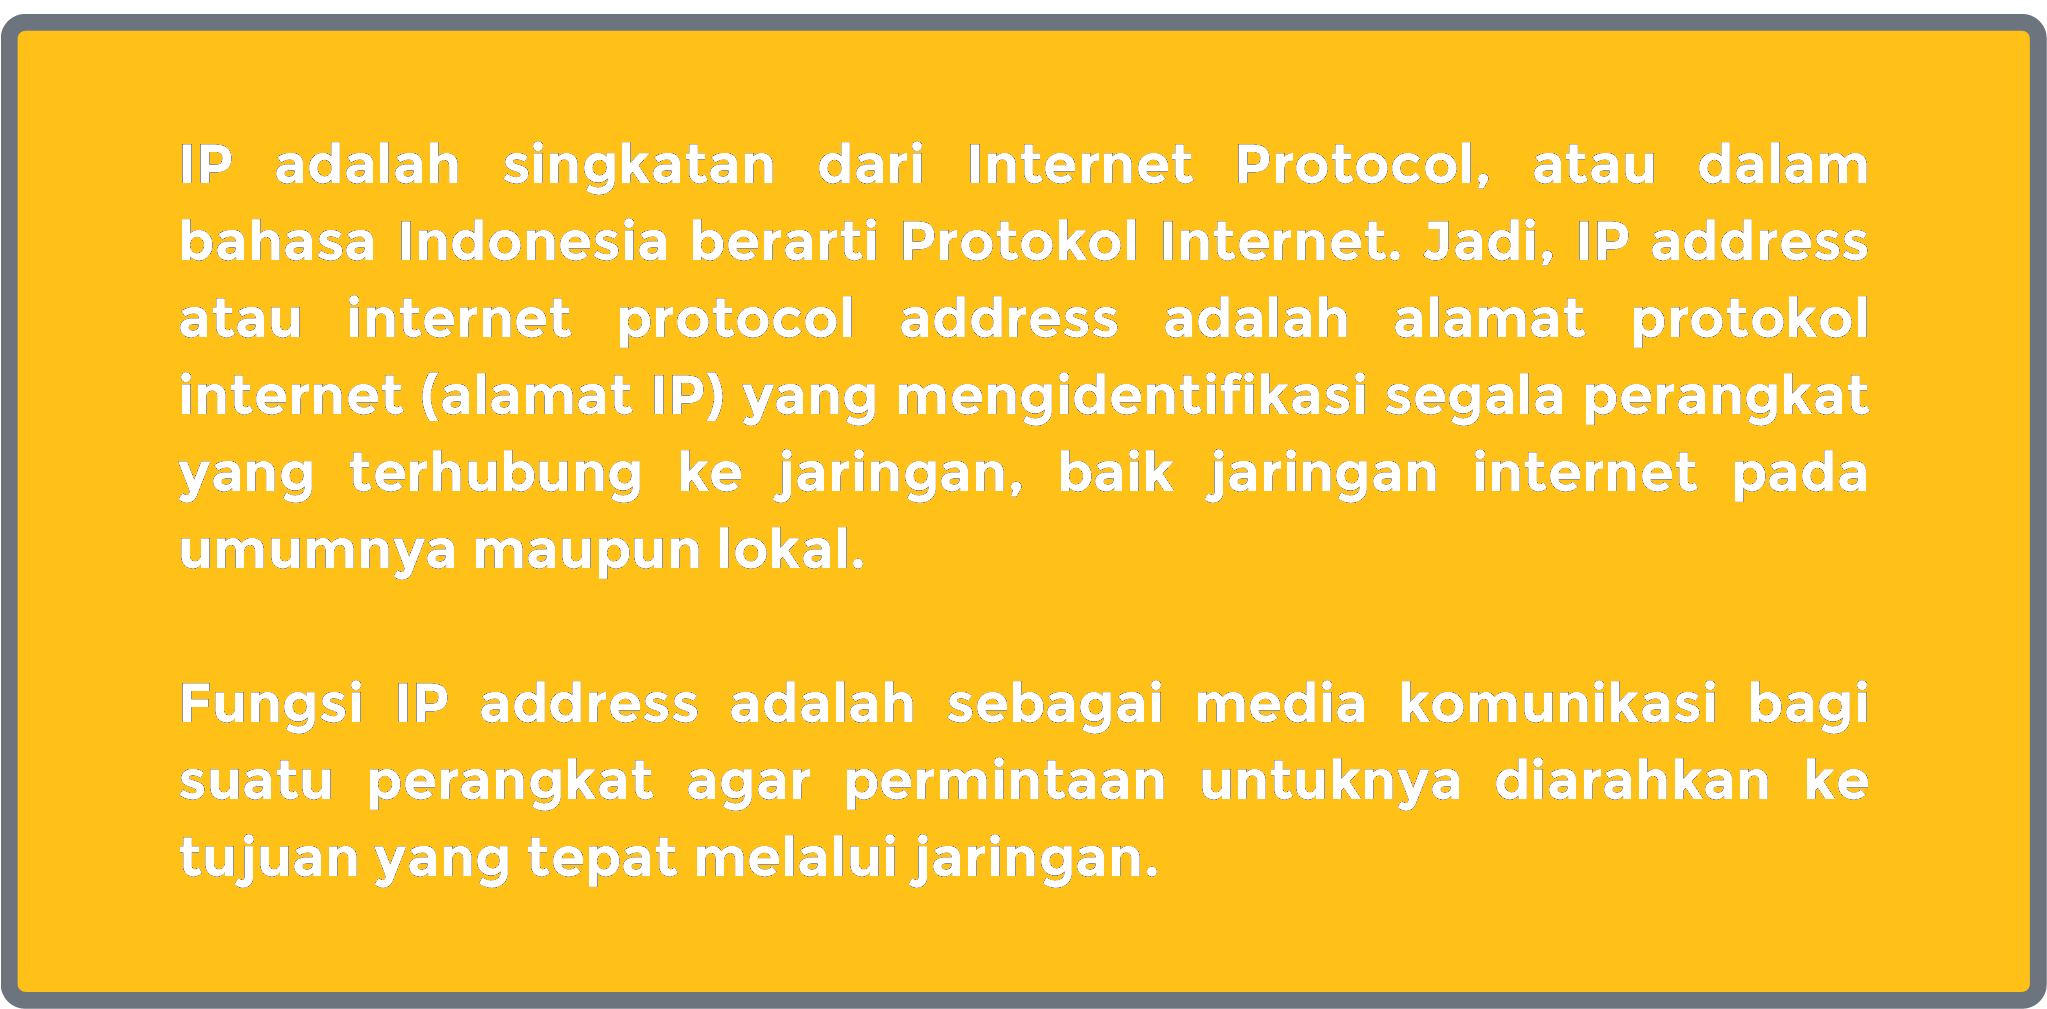 IP adalah singkatan dari Internet Protocol, atau dalam
bahasa Indonesia berarti Protokol Internet. Jadi, IP address
atau internet protocol address adalah alamat protokol
internet (alamat IP) yang mengidentifikasi segala perangkat
yang terhubung ke jaringan, baik jaringan internet pada
umumnya maupun lokal.
Fungsi IP address adalah sebagai media komunikasi bagi
suatu perangkat agar permintaan untuknya diarahkan ke
tujuan yang tepat melalui jaringan.